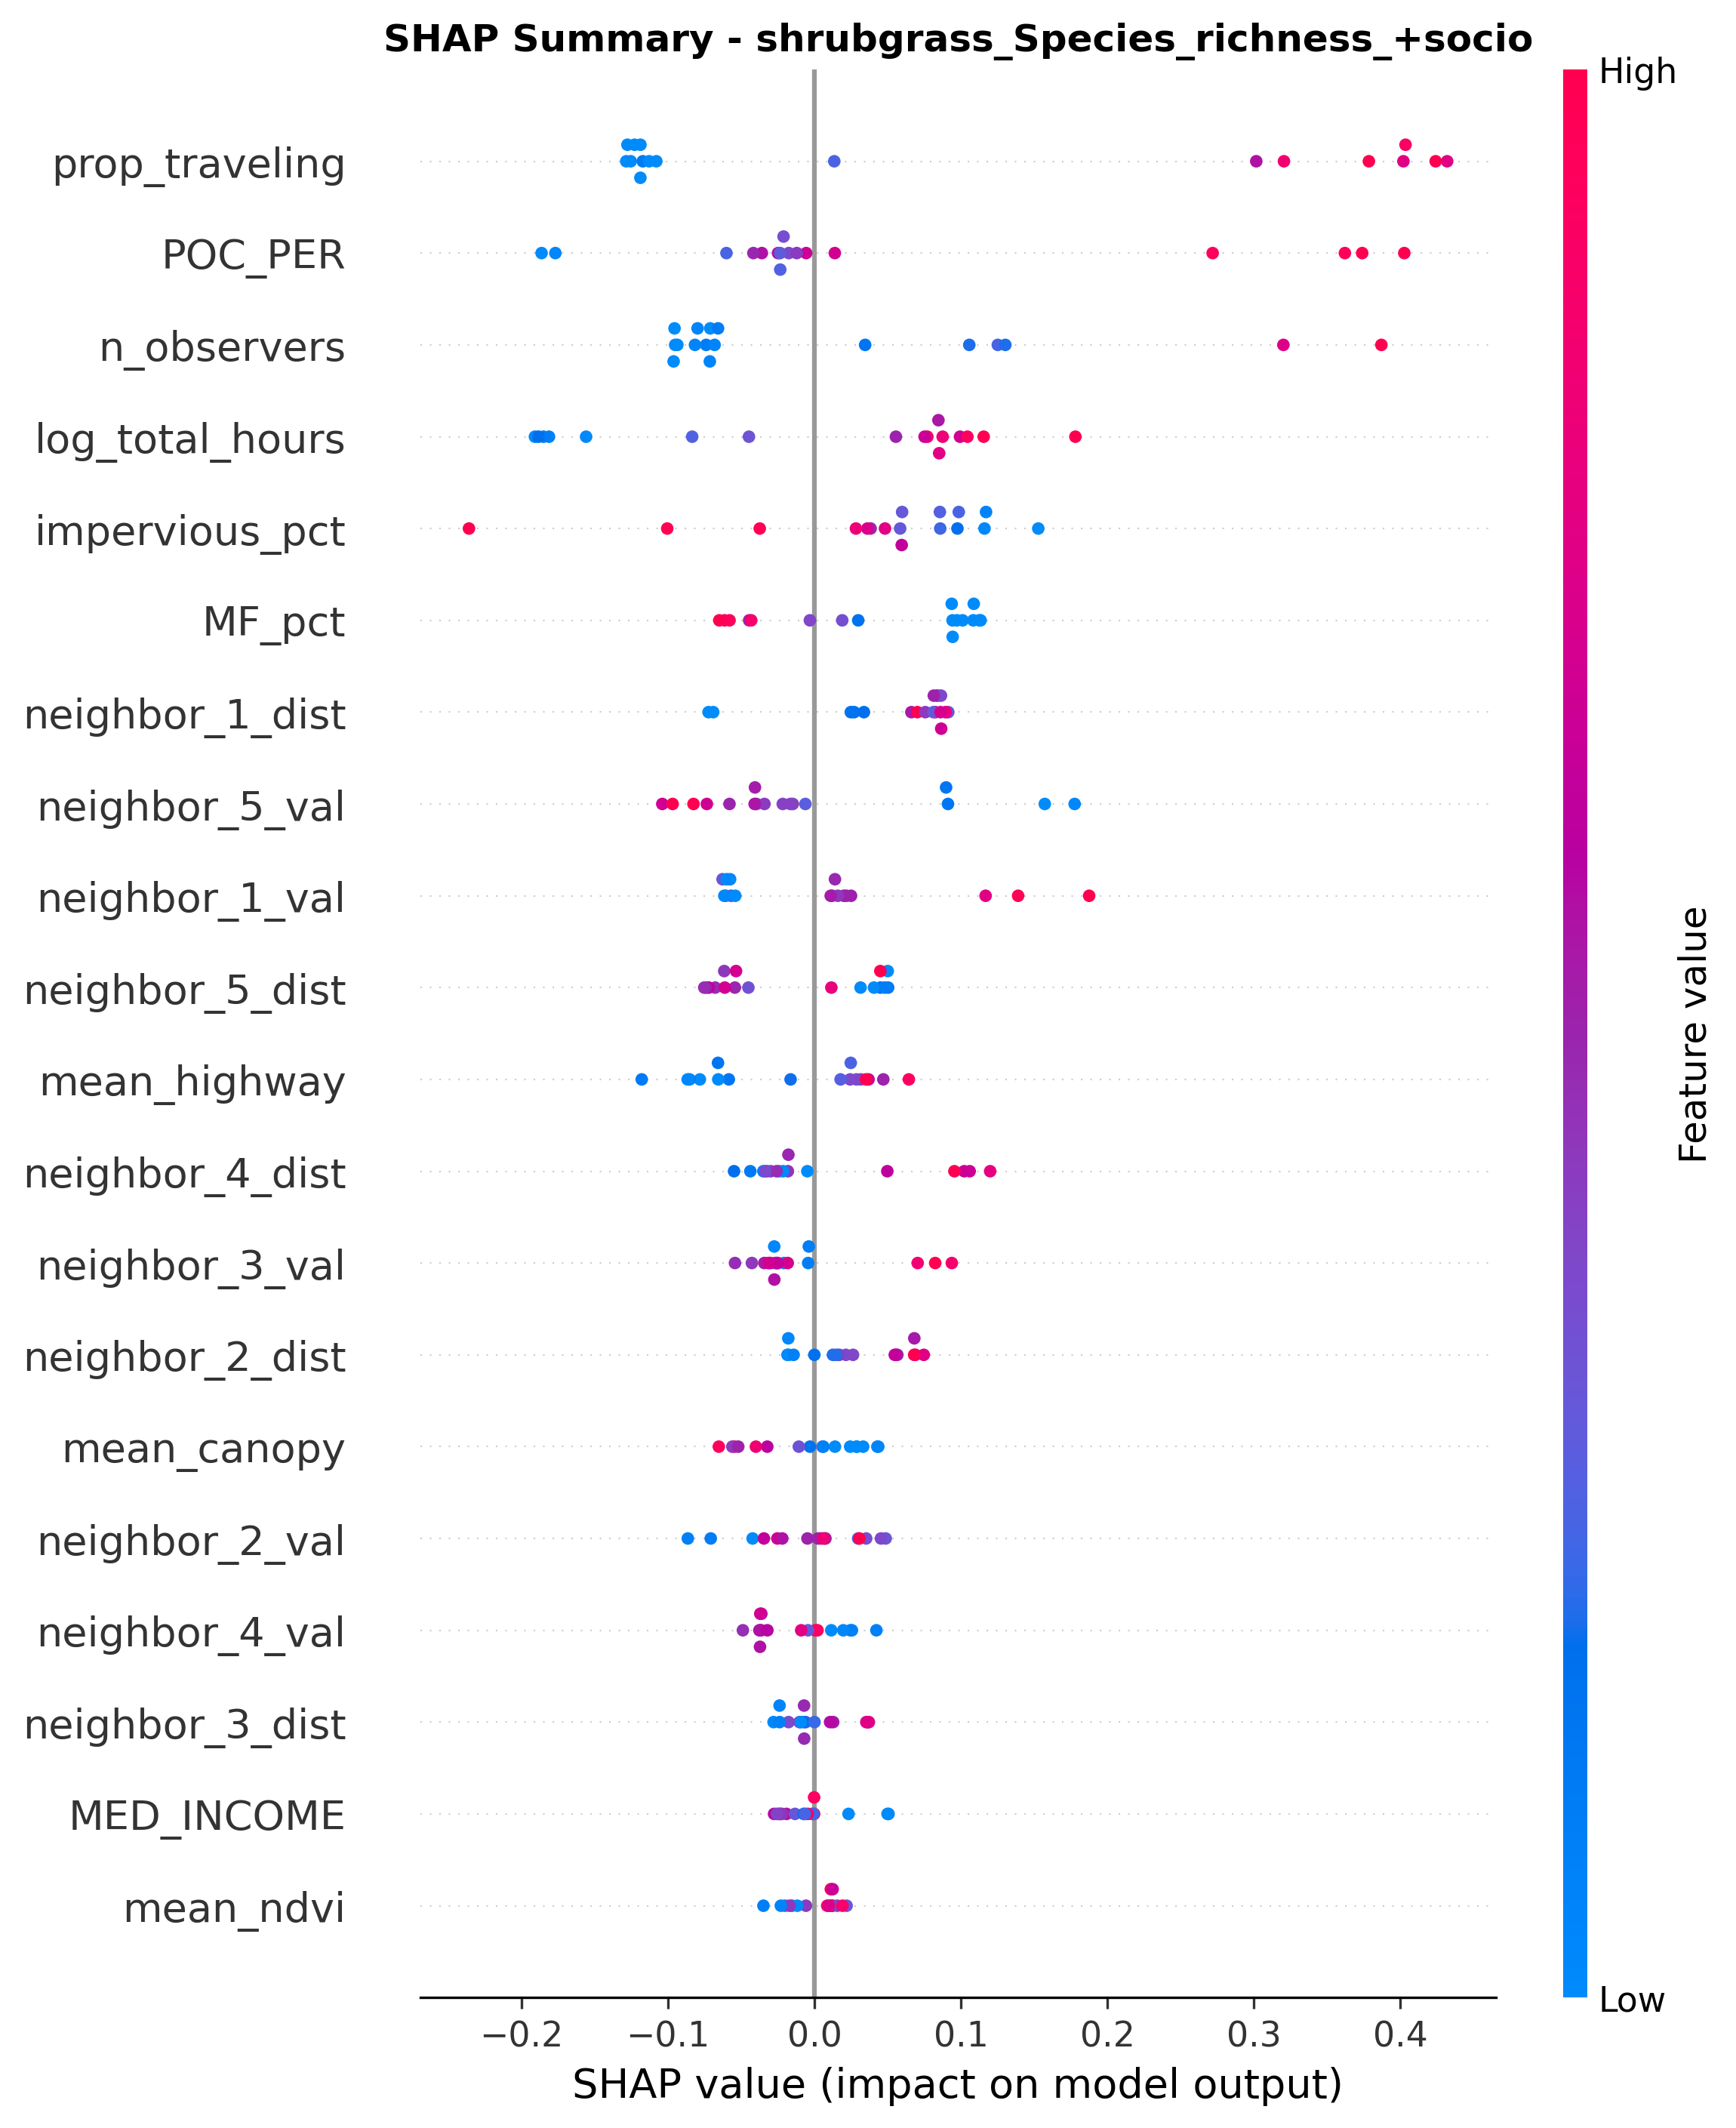 SHAP Summary - shrubgrass_Species_richness_+socio
High
prop_traveling
POC_PER
n_observers
log_total_hours
impervious_pct
MF_pct
neighbor_1_dist
neighbor_5_val
neighbor_1_val
neighbor_5_dist
mean_highway
neighbor_4_dist
neighbor_3_val
neighbor_2_dist
mean_canopy
neighbor_2_val
neighbor_4_val
neighbor_3_dist
MED_INCOME
mean_ndvi
Feature value
Low
−0.2 −0.1 0.0 0.1 0.2 0.3 0.4
SHAP value (impact on model output)